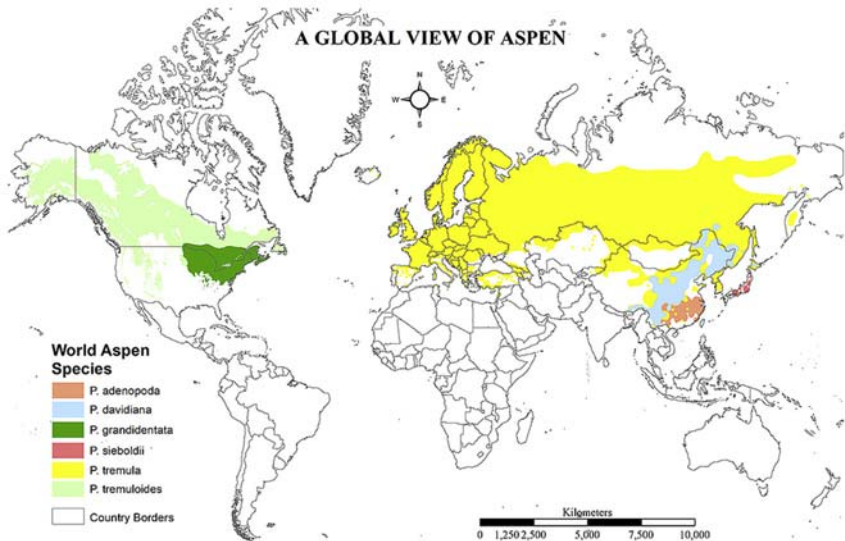 A GLOBAL VIEW OF ASPEN
N
W E
S
World Aspen
Species
P. adenopoda
P. davidiana
P. grandidentata
P. sieboldii
P. tremula
P. tremuloides
Country Borders
Kilometers
0 1,250 2,500 5,000 7,500 10,000